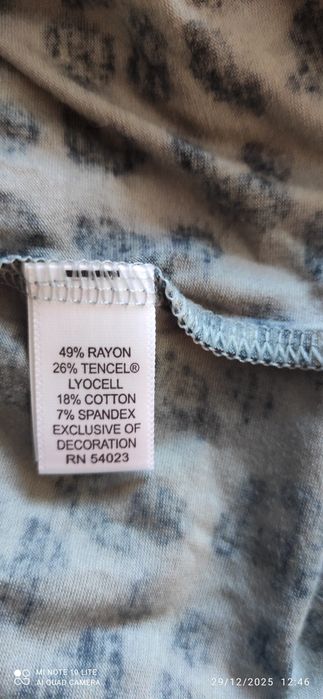 49% RAYON
26% TENCEL®
LYOCELL
18% COTTON
7% SPANDEX
EXCLUSIVE OF
DECORATION
RN 54023
MI NOTE 10 LITE
AI QUAD CAMERA
29/12/2025 12:46